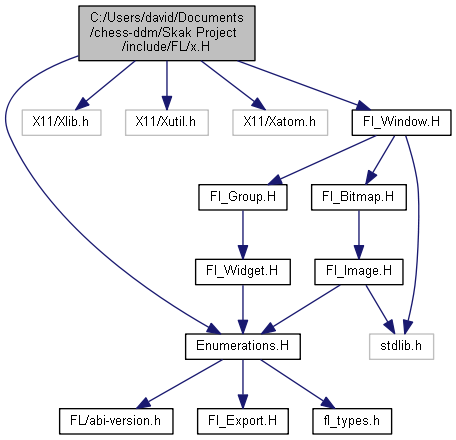 C:/Users/david/Documents
/chess-ddm/Skak Project
/include/FL/x.H
X11/Xlib.h
X11/Xutil.h
X11/Xatom.h
Fl_Window.H
Fl_Group.H
Fl_Bitmap.H
Fl_Widget.H
Fl_Image.H
Enumerations.H
stdlib.h
FL/abi-version.h
Fl_Export.H
fl_types.h